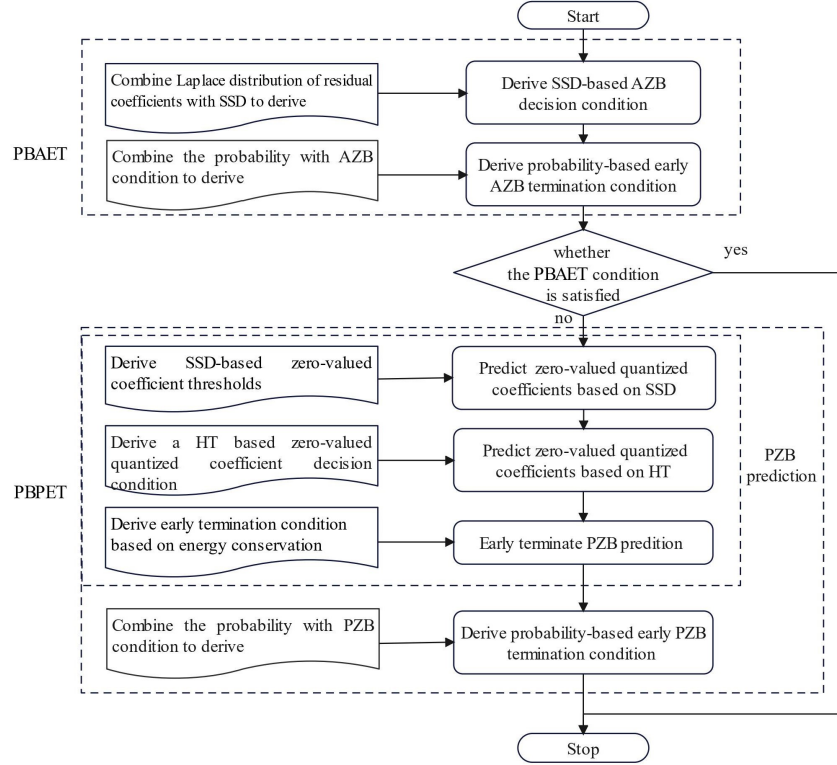 Start
Combine Laplace distribution of residual
coefficients with SSD to derive
Derive SSD-based AZB
decision condition
PBAET
Combine the probability with AZB
condition to derive
Derive probability-based early
AZB termination condition
whether
the PBAET condition
is satisfied
yes
no
Derive SSD-based zero-valued
coefficient thresholds
Predict zero-valued quantized
coefficients based on SSD
Derive a HT based zero-valued
quantized coefficient decision
condition
Predict zero-valued quantized
coefficients based on HT
PZB
prediction
PBPET
Derive early termination condition
based on energy conservation
Early terminate PZB predition
Combine the probability with PZB
condition to derive
Derive probability-based early PZB
termination condition
Stop